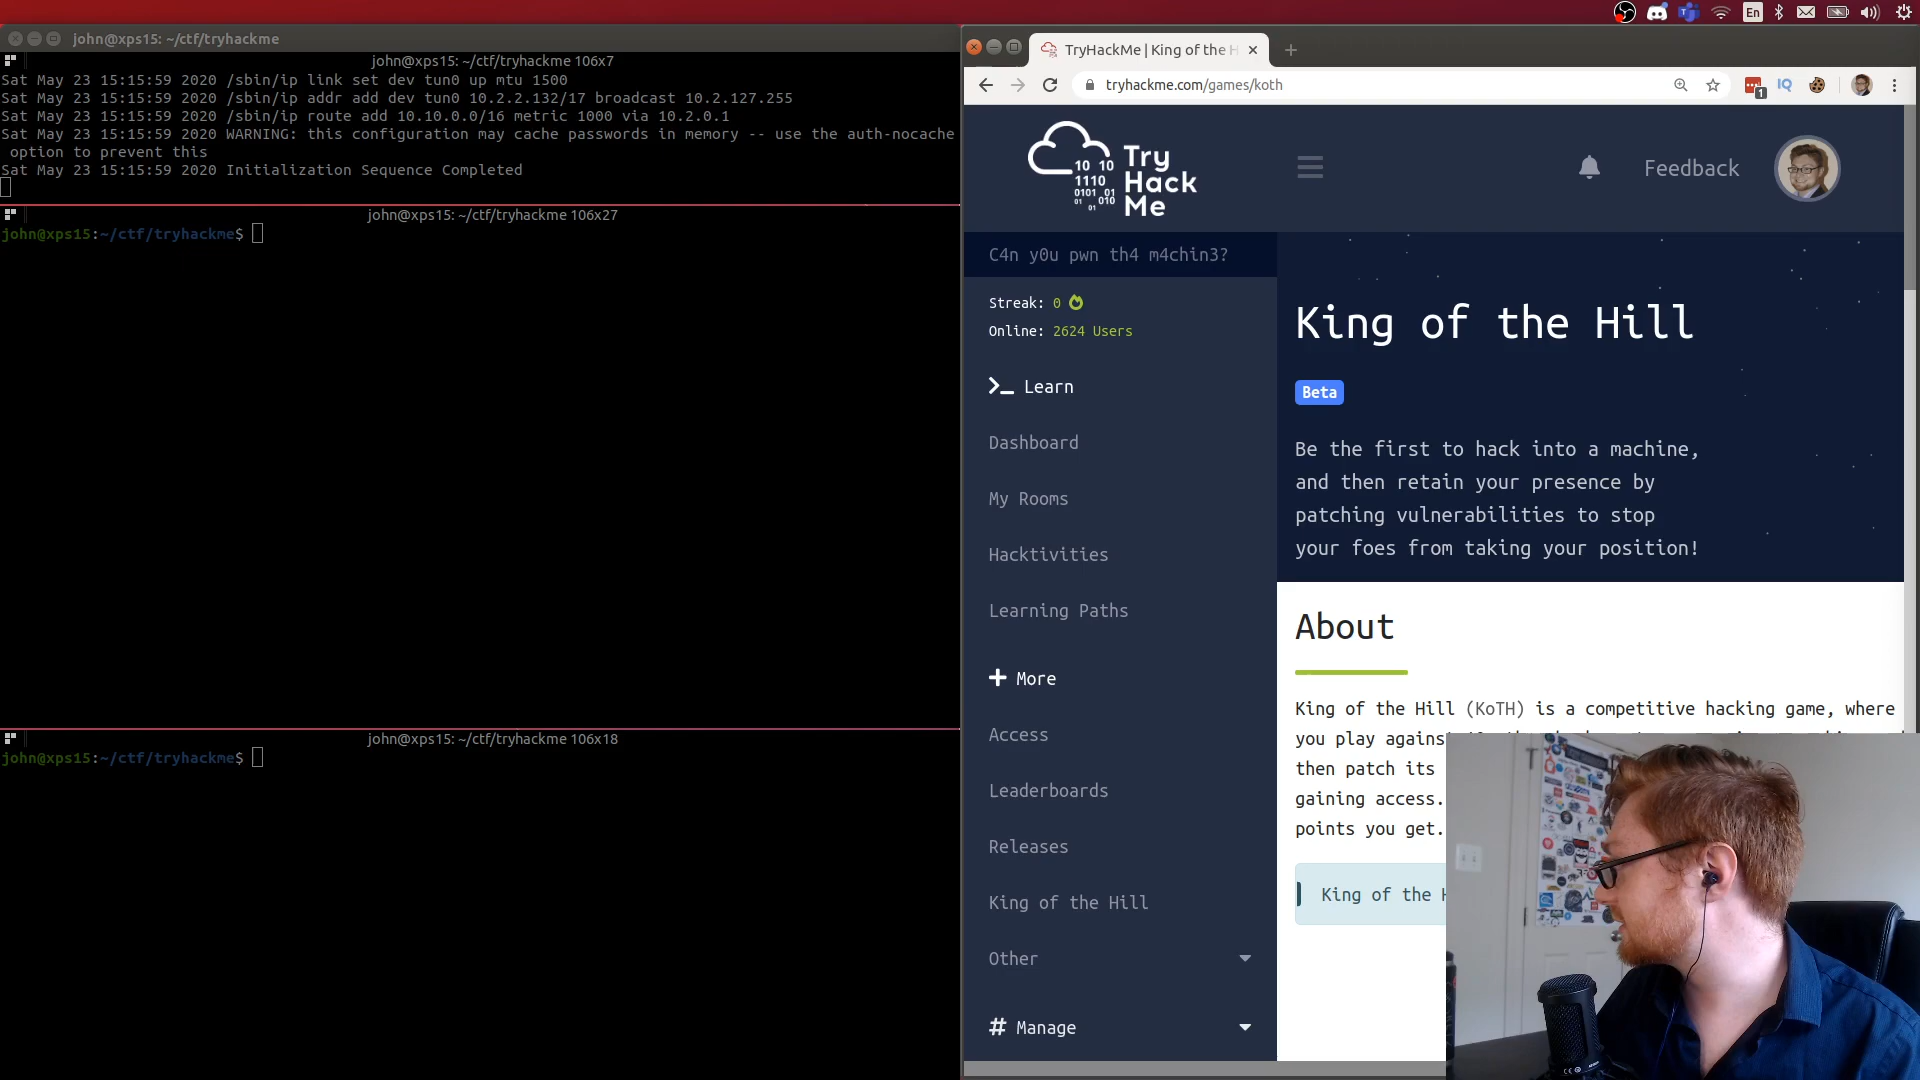 En
john@xps15: ~/ctf/tryhackme
john@xps15: ~/ctf/tryhackme 106x7
Sat May 23 15:15:59 2020 /sbin/ip link set dev tun0 up mtu 1500
Sat May 23 15:15:59 2020 /sbin/ip addr add dev tun0 10.2.2.132/17 broadcast 10.2.127.255
Sat May 23 15:15:59 2020 /sbin/ip route add 10.10.0.0/16 metric 1000 via 10.2.0.1
Sat May 23 15:15:59 2020 WARNING: this configuration may cache passwords in memory -- use the auth-nocache
option to prevent this
Sat May 23 15:15:59 2020 Initialization Sequence Completed
john@xps15: ~/ctf/tryhackme 106x27
john@xps15:~/ctf/tryhackme$
john@xps15: ~/ctf/tryhackme 106x18
john@xps15:~/ctf/tryhackme$
TryHackMe | King of the H
tryhackme.com/games/koth
1
IQ
10 10
1110
0101 01
01 010
01
Try
Hack
Me
Feedback
C4n y0u pwn th4 m4chin3?
Streak: 0
Online: 2624 Users
Learn
Dashboard
My Rooms
Hacktivities
Learning Paths
More
Access
Leaderboards
Releases
King of the Hill
Other
Manage
King of the Hill
Beta
Be the first to hack into a machine,
and then retain your presence by
patching vulnerabilities to stop
your foes from taking your position!
About
King of the Hill (KoTH) is a competitive hacking game, where
you play against
then patch its
gaining access.
points you get.
King of the